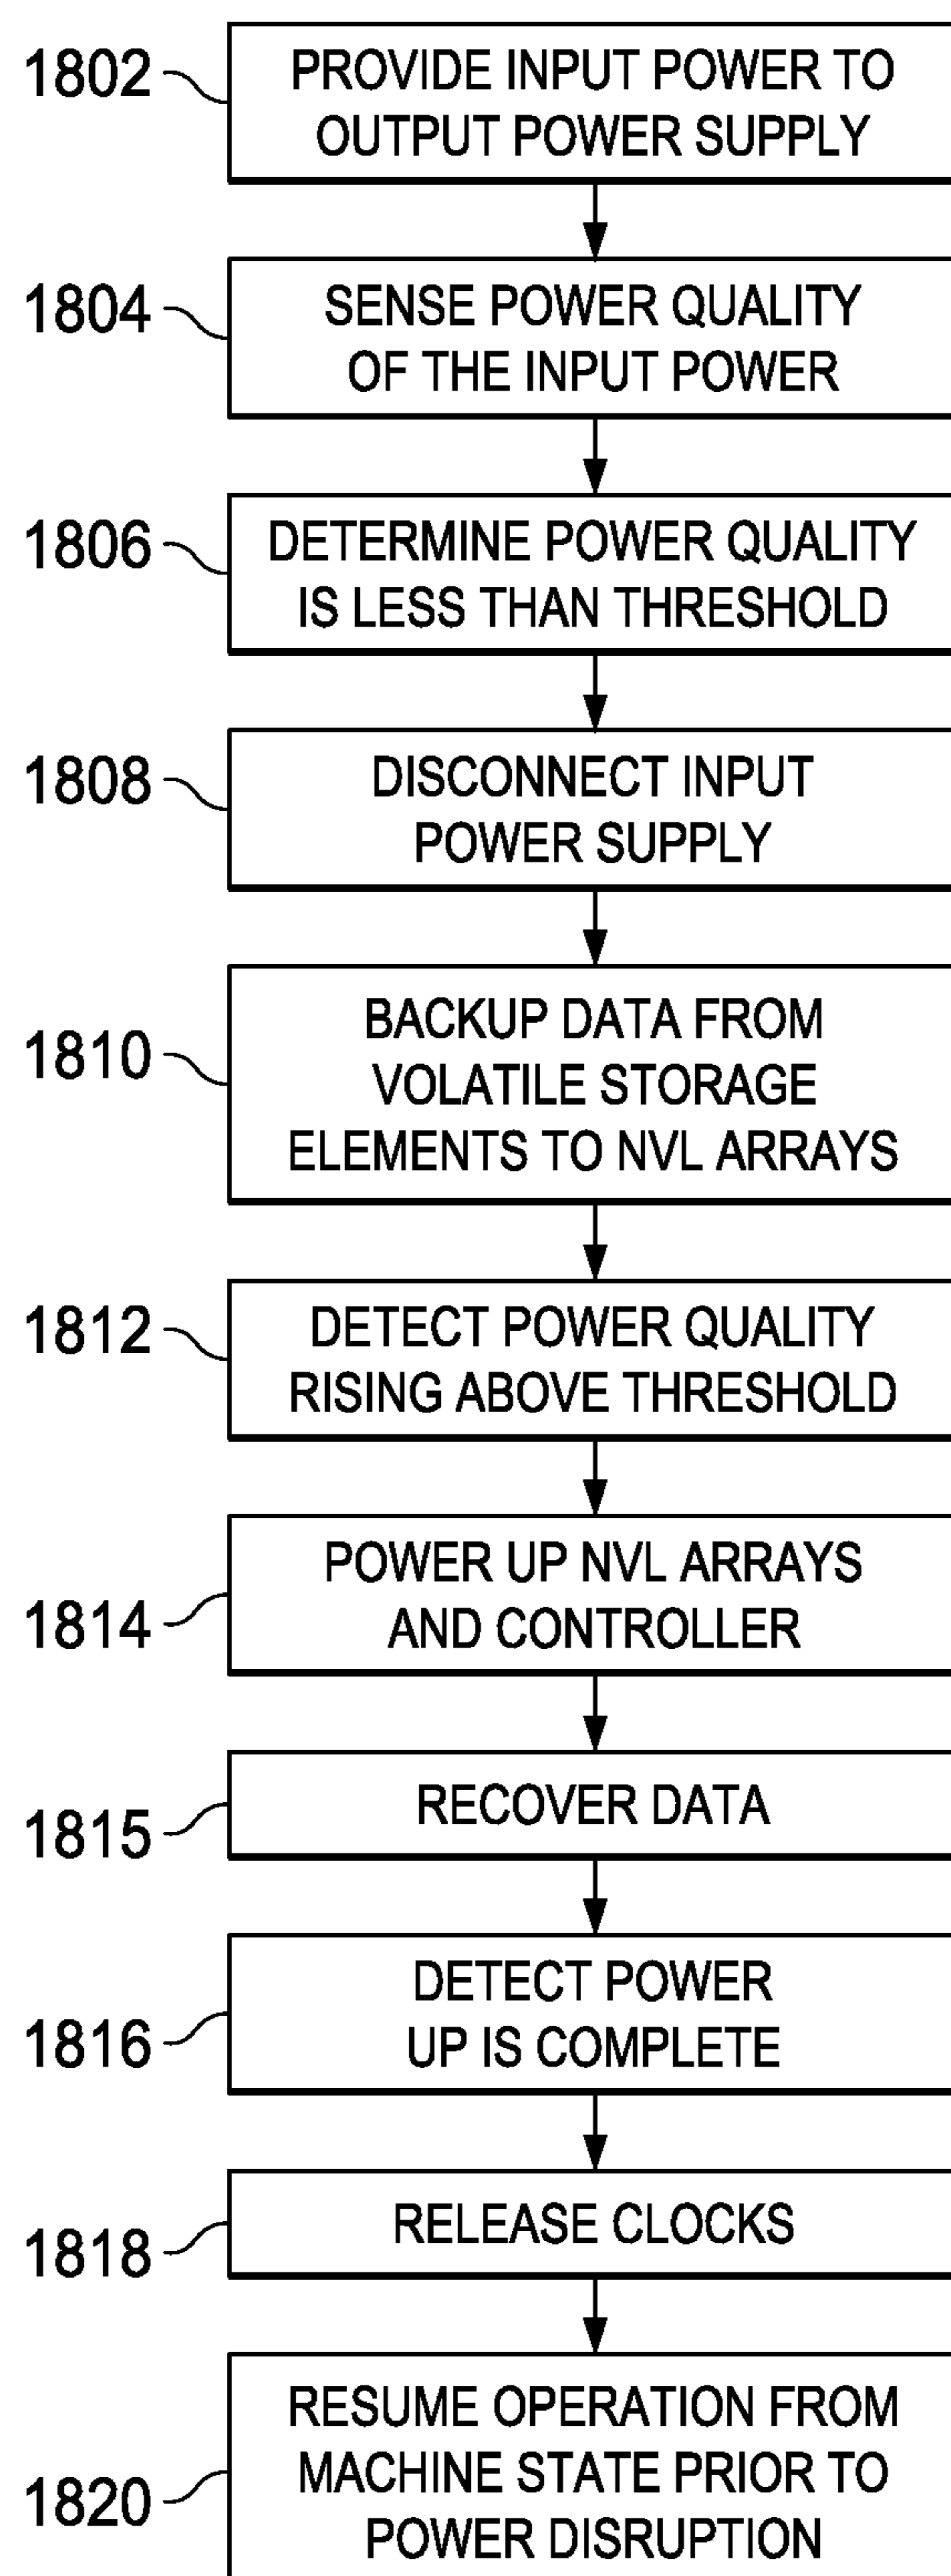 1802
PROVIDE INPUT POWER TO
OUTPUT POWER SUPPLY
1804
SENSE POWER QUALITY
OF THE INPUT POWER
1806
DETERMINE POWER QUALITY
IS LESS THAN THRESHOLD
1808
DISCONNECT INPUT
POWER SUPPLY
1810
BACKUP DATA FROM
VOLATILE STORAGE
ELEMENTS TO NVL ARRAYS
1812
DETECT POWER QUALITY
RISING ABOVE THRESHOLD
1814
POWER UP NVL ARRAYS
AND CONTROLLER
1815
RECOVER DATA
1816
DETECT POWER
UP IS COMPLETE
1818
RELEASE CLOCKS
1820
RESUME OPERATION FROM
MACHINE STATE PRIOR TO
POWER DISRUPTION